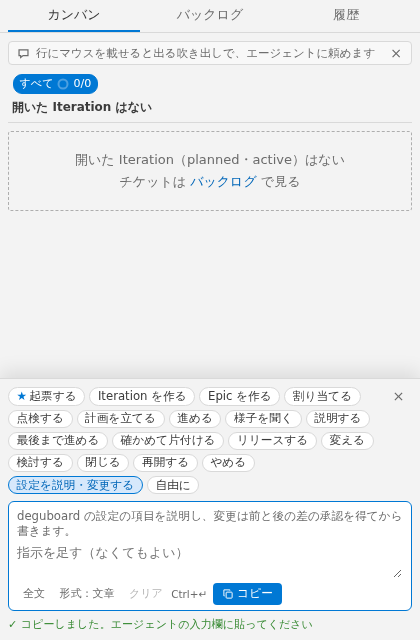 カンバン バックログ 履歴
行にマウスを載せると出る吹き出しで、エージェントに頼めます ×
すべて 0/0
開いた Iteration はない
開いた Iteration（planned・active）はない
チケットは バックログ で見る
★ 起票する Iteration を作る Epic を作る 割り当てる ×
点検する 計画を立てる 進める 様子を聞く 説明する
最後まで進める 確かめて片付ける リリースする 変える
検討する 閉じる 再開する やめる
設定を説明・変更する 自由に
deguboard の設定の項目を説明し、変更は前と後の差の承認を得てから
書きます。
指示を足す（なくてもよい）
全文 形式：文章 クリア Ctrl+↵ コピー
✓ コピーしました。エージェントの入力欄に貼ってください